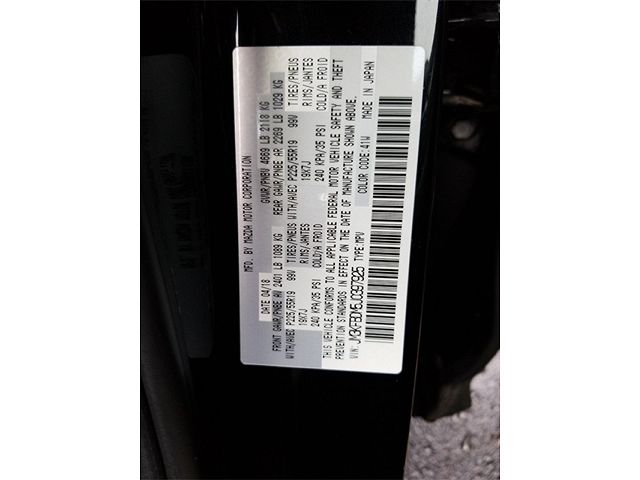 MFD. BY MAZDA MOTOR CORPORATION
DATE 04/18 GVWR/PNBV 4669 LB 2118 KG
FRONT GAWR/PNBE AV 2401 LB 1089 KG REAR GAWR/PNBE AR 2269 LB 1029 KG
WITH/AVEC P225/55R19 99V TIRES/PNEUS WITH/AVEC P225/55R19 99V TIRES/PNEUS
19X7J RIMS/JANTES 19X7J RIMS/JANTES
240 KPA/35 PSI COLD/A FROID 240 KPA/35 PSI COLD/A FROID
THIS VEHICLE CONFORMS TO ALL APPLICABLE FEDERAL MOTOR VEHICLE SAFETY AND THEFT
PREVENTION STANDARDS IN EFFECT ON THE DATE OF MANUFACTURE SHOWN ABOVE.
VIN: JM3KFBDM5J0397925 TYPE:MPV COLOR CODE:41W MADE IN JAPAN